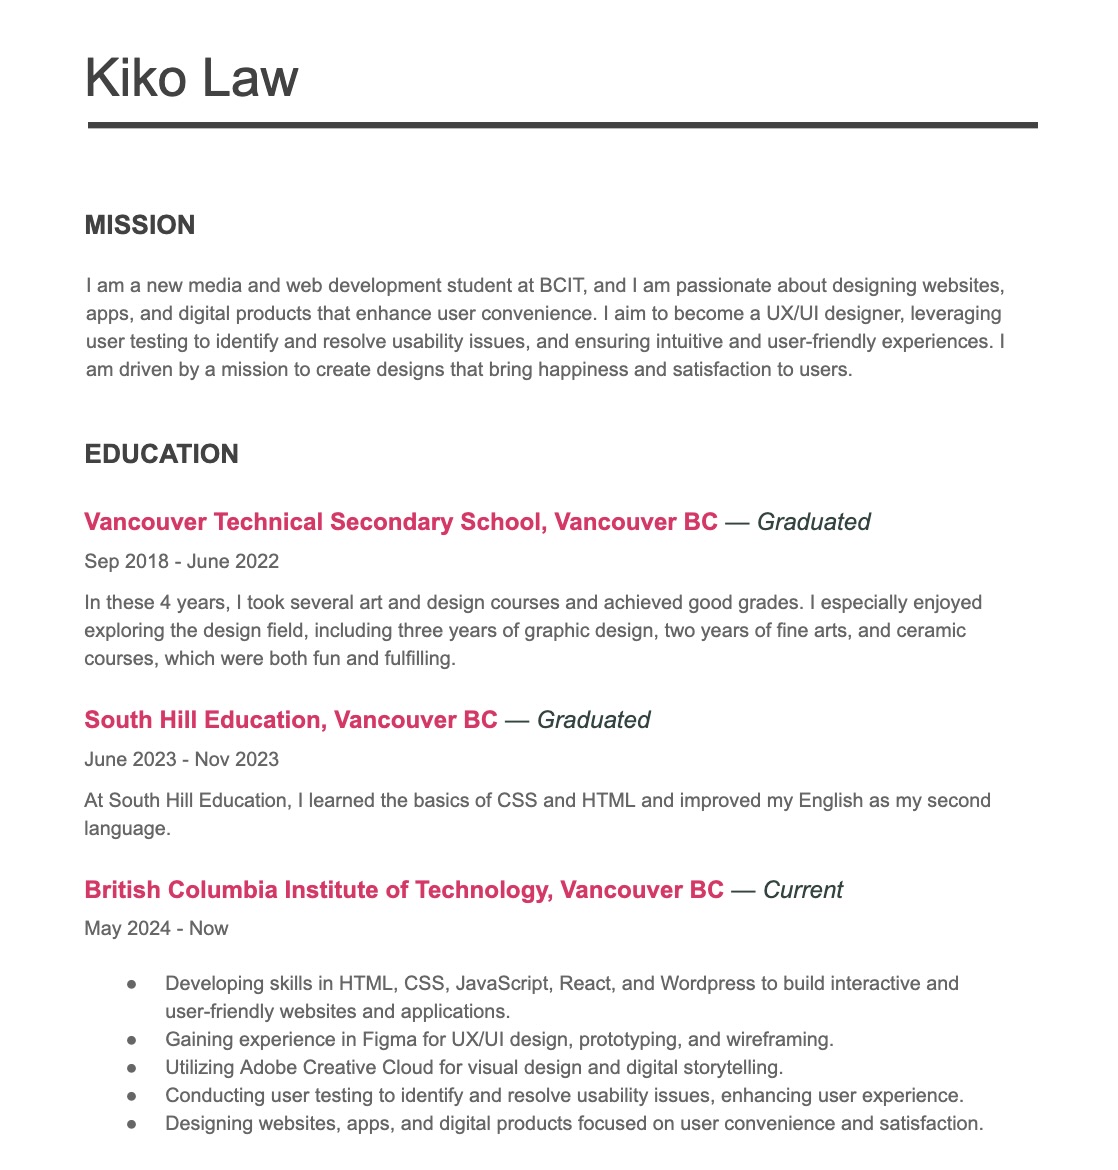 Kiko Law
MISSION
I am a new media and web development student at BCIT, and I am passionate about designing websites,
apps, and digital products that enhance user convenience. I aim to become a UX/UI designer, leveraging
user testing to identify and resolve usability issues, and ensuring intuitive and user-friendly experiences. I
am driven by a mission to create designs that bring happiness and satisfaction to users.
EDUCATION
Vancouver Technical Secondary School, Vancouver BC — Graduated
Sep 2018 - June 2022
In these 4 years, I took several art and design courses and achieved good grades. I especially enjoyed
exploring the design field, including three years of graphic design, two years of fine arts, and ceramic
courses, which were both fun and fulfilling.
South Hill Education, Vancouver BC — Graduated
June 2023 - Nov 2023
At South Hill Education, I learned the basics of CSS and HTML and improved my English as my second
language.
British Columbia Institute of Technology, Vancouver BC — Current
May 2024 - Now
● Developing skills in HTML, CSS, JavaScript, React, and Wordpress to build interactive and
user-friendly websites and applications.
● Gaining experience in Figma for UX/UI design, prototyping, and wireframing.
● Utilizing Adobe Creative Cloud for visual design and digital storytelling.
● Conducting user testing to identify and resolve usability issues, enhancing user experience.
● Designing websites, apps, and digital products focused on user convenience and satisfaction.